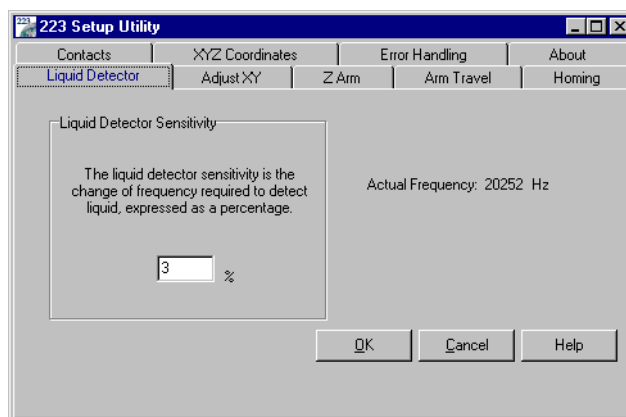 223 223 Setup Utility
Contacts XYZ Coordinates Error Handling About
Liquid Detector Adjust XY Z Arm Arm Travel Homing
Liquid Detector Sensitivity
The liquid detector sensitivity is the
change of frequency required to detect
liquid, expressed as a percentage.
Actual Frequency: 20252 Hz
3 %
OK Cancel Help